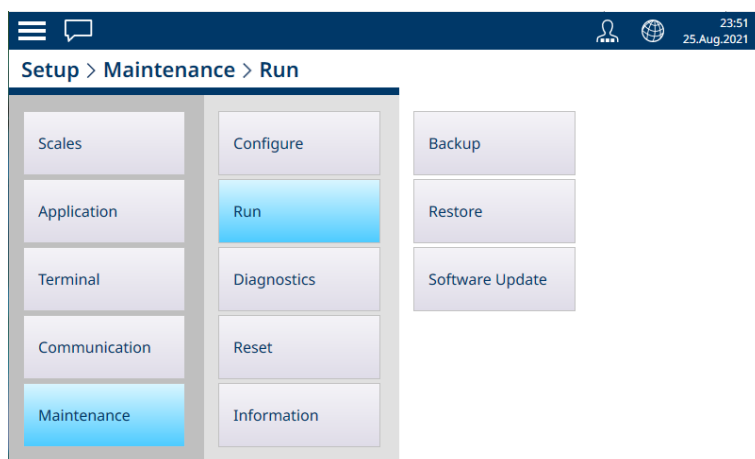 23:51
25.Aug.2021
Setup > Maintenance > Run
Scales
Configure
Backup
Application
Run
Restore
Terminal
Diagnostics
Software Update
Communication
Reset
Maintenance
Information